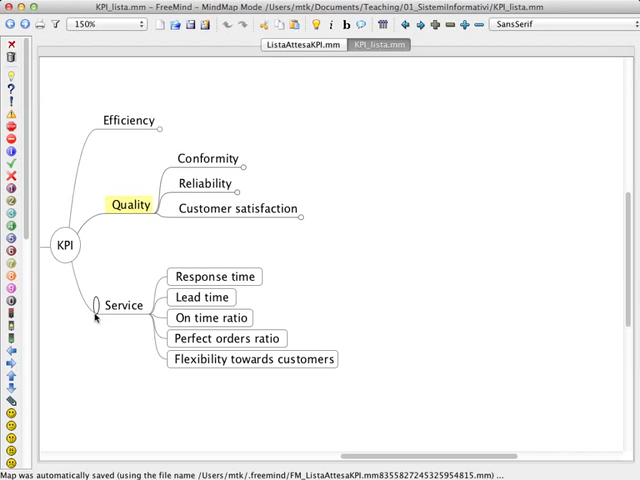 KPI_lista.mm - FreeMind - MindMap Mode /Users/mtk/Documents/Teaching/01_SistemiInformativi/KPI_lista.mm
150%
SansSerif
ListaAttesaKPI.mm
KPI_lista.mm
Efficiency
Conformity
Reliability
Quality
Customer satisfaction
KPI
Response time
Lead time
Service
On time ratio
Perfect orders ratio
Flexibility towards customers
Map was automatically saved (using the file name /Users/mtk/.freemind/FM_ListaAttesaKPI.mm8355827245325954815.mm) ...